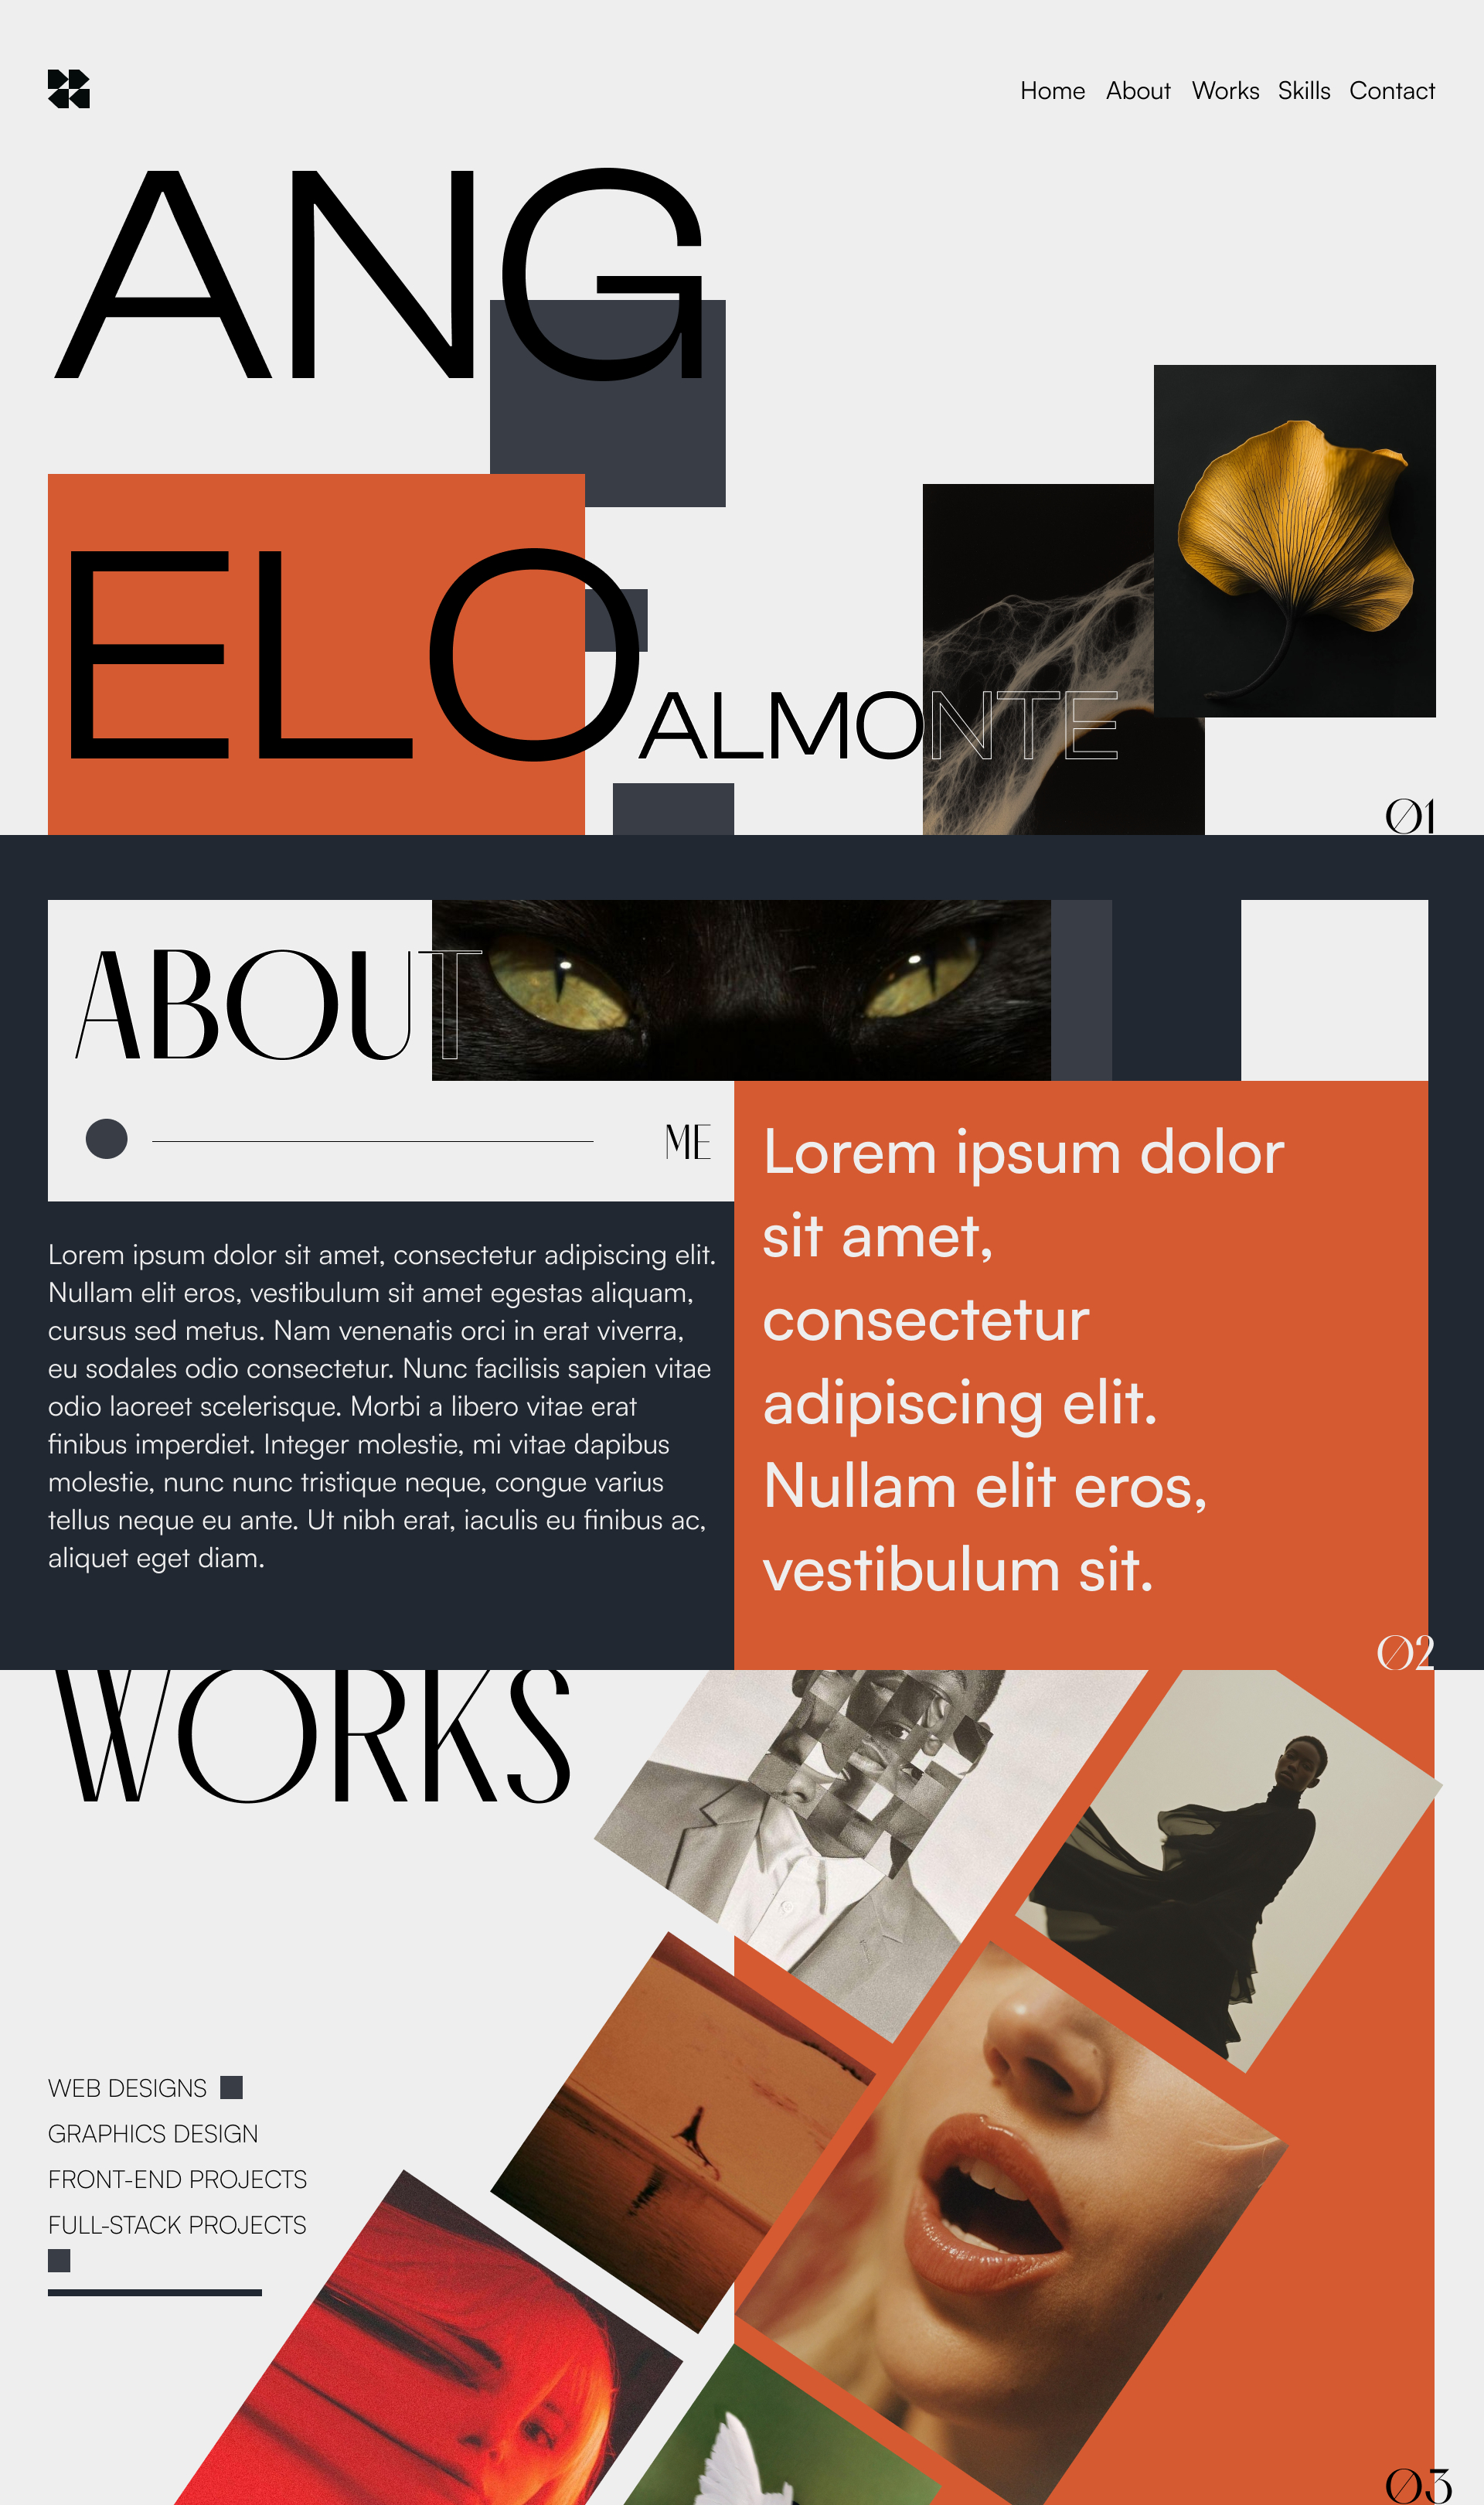 Home About Works Skills Contact
ANG
ELO
ALMONTE
01
ABOUT
ME
Lorem ipsum dolor sit amet, consectetur adipiscing elit.
Nullam elit eros, vestibulum sit amet egestas aliquam,
cursus sed metus. Nam venenatis orci in erat viverra,
eu sodales odio consectetur. Nunc facilisis sapien vitae
odio laoreet scelerisque. Morbi a libero vitae erat
finibus imperdiet. Integer molestie, mi vitae dapibus
molestie, nunc nunc tristique neque, congue varius
tellus neque eu ante. Ut nibh erat, iaculis eu finibus ac,
aliquet eget diam.
Lorem ipsum dolor
sit amet,
consectetur
adipiscing elit.
Nullam elit eros,
vestibulum sit.
02
WORKS
WEB DESIGNS
GRAPHICS DESIGN
FRONT-END PROJECTS
FULL-STACK PROJECTS
03